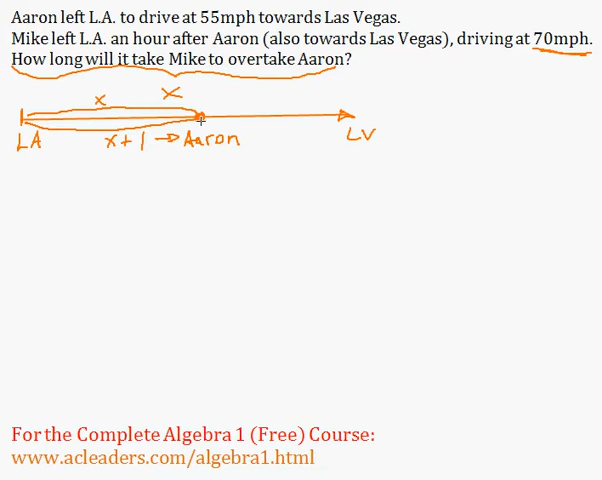 Aaron left L.A. to drive at 55mph towards Las Vegas.
Mike left L.A. an hour after Aaron (also towards Las Vegas), driving at 70mph.
How long will it take Mike to overtake Aaron?
x x
LA x+1 → Aaron LV
For the Complete Algebra 1 (Free) Course:
www.acleaders.com/algebra1.html